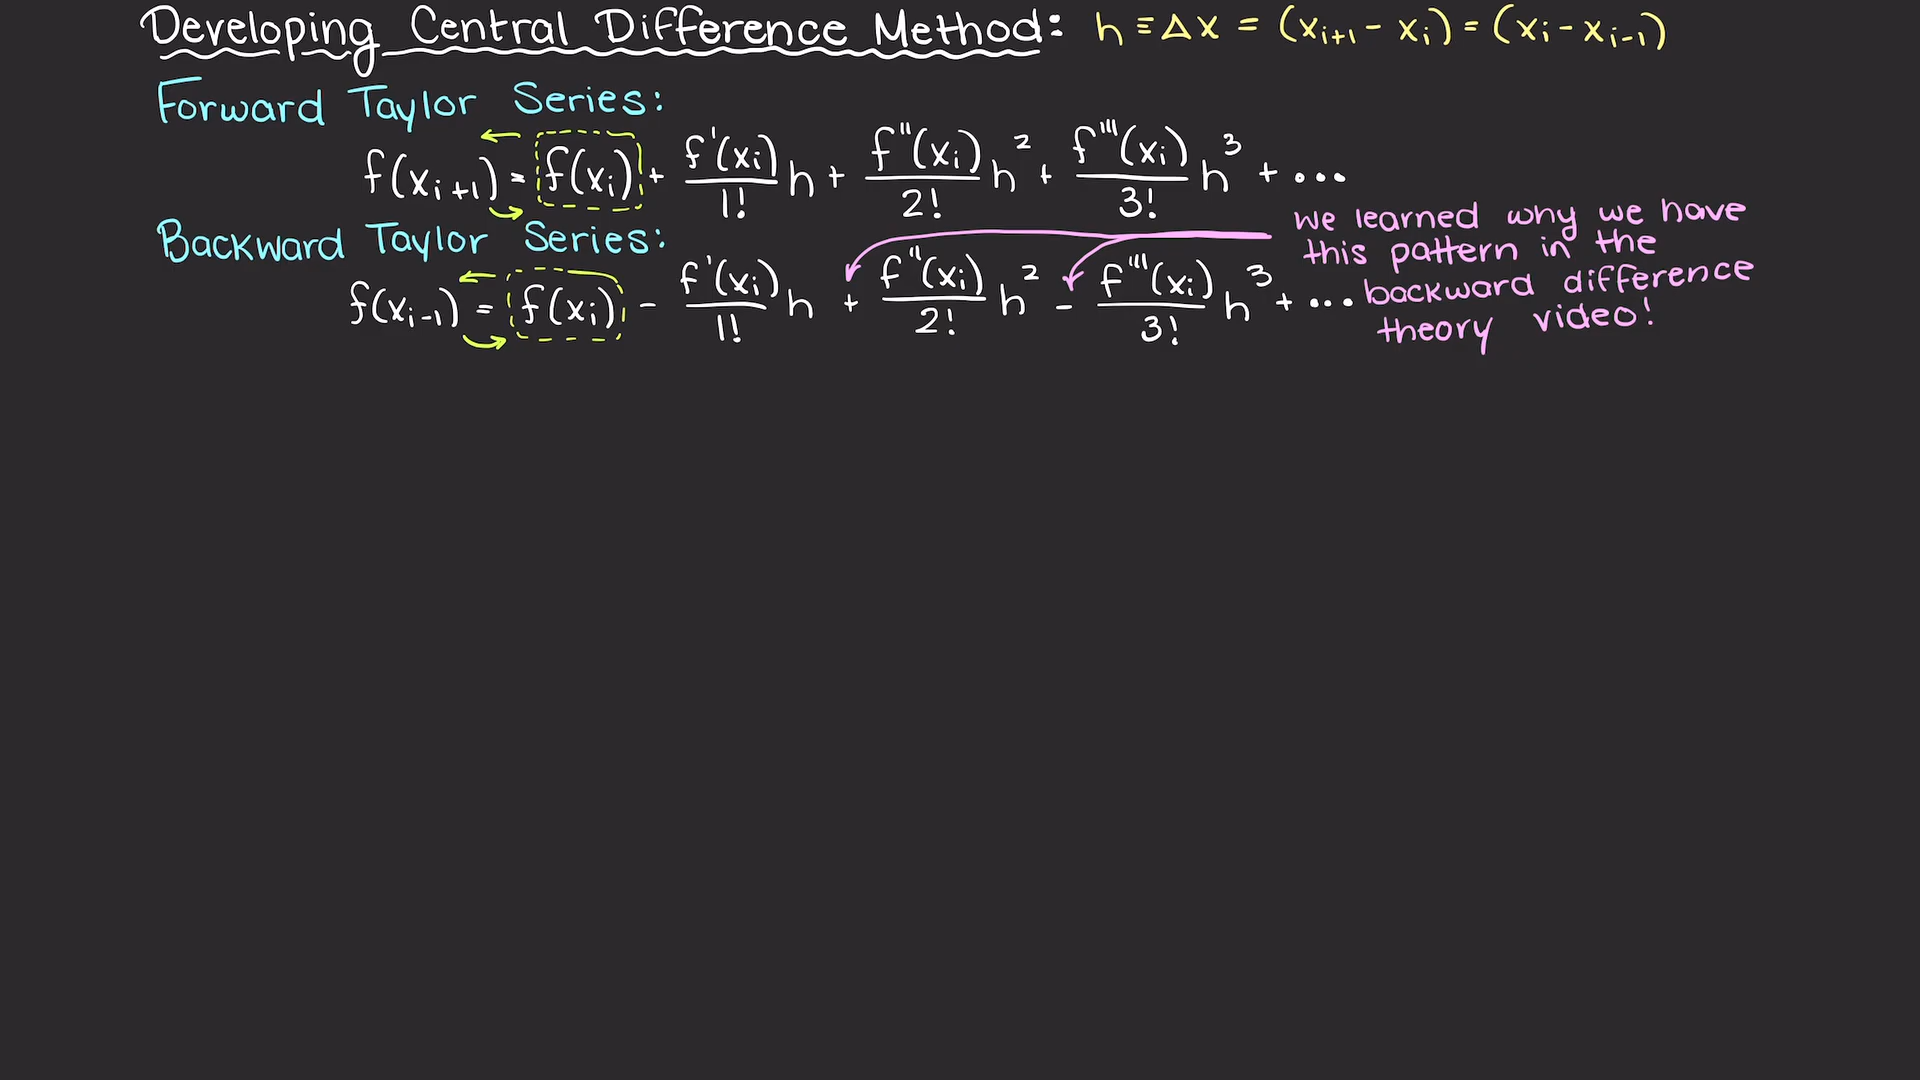 Developing Central Difference Method: h ≡ Δx = (xᵢ₊₁ - xᵢ) = (xᵢ - xᵢ₋₁)
Forward Taylor Series:
f(xᵢ₊₁) = f(xᵢ) + f'(xᵢ)/1! h + f''(xᵢ)/2! h² + f'''(xᵢ)/3! h³ + ...
Backward Taylor Series:
f(xᵢ₋₁) = f(xᵢ) - f'(xᵢ)/1! h + f''(xᵢ)/2! h² - f'''(xᵢ)/3! h³ + ...
we learned why we have
this pattern in the
backward difference
theory video!